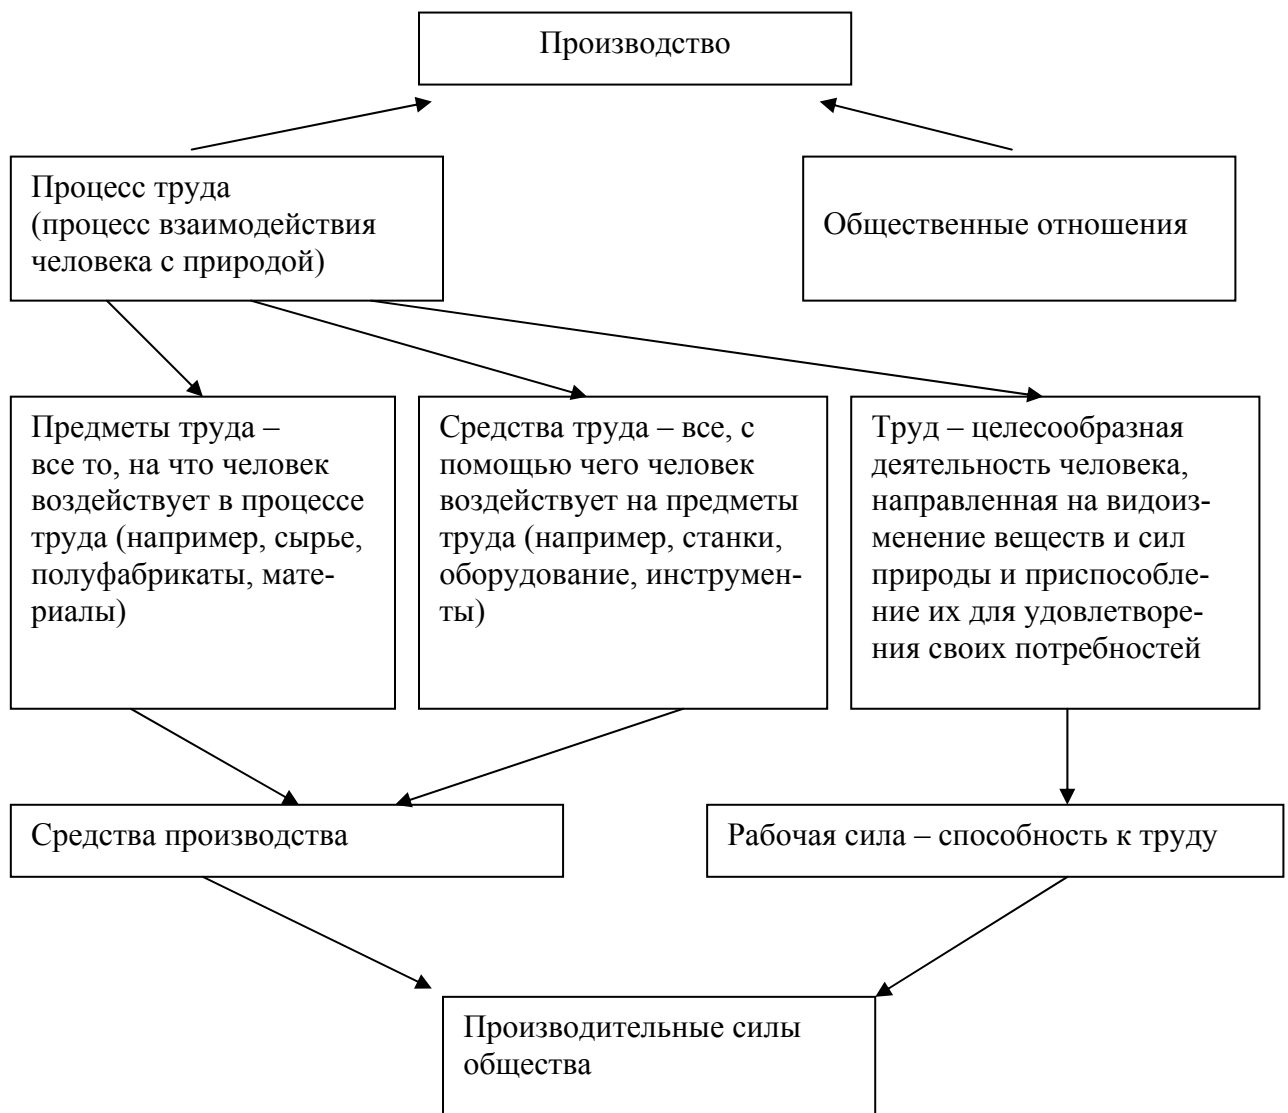 Производство
Процесс труда
(процесс взаимодействия
человека с природой)
Общественные отношения
Предметы труда –
все то, на что человек
воздействует в процессе
труда (например, сырье,
полуфабрикаты, мате-
риалы)
Средства труда – все, с
помощью чего человек
воздействует на предметы
труда (например, станки,
оборудование, инструмен-
ты)
Труд – целесообразная
деятельность человека,
направленная на видоиз-
менение веществ и сил
природы и приспособле-
ние их для удовлетворе-
ния своих потребностей
Средства производства
Рабочая сила – способность к труду
Производительные силы
общества